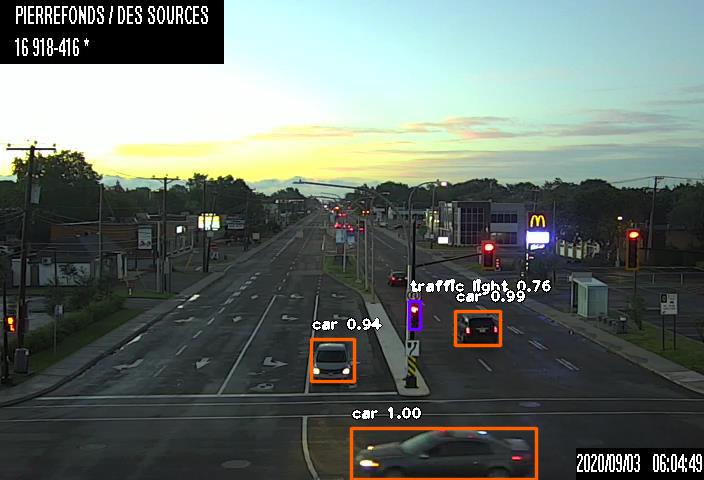 PIERREFONDS / DES SOURCES
16 918-416 *
traffic light 0.76
car 0.99
car 0.94
car 1.00
2020/09/03 06:04:49